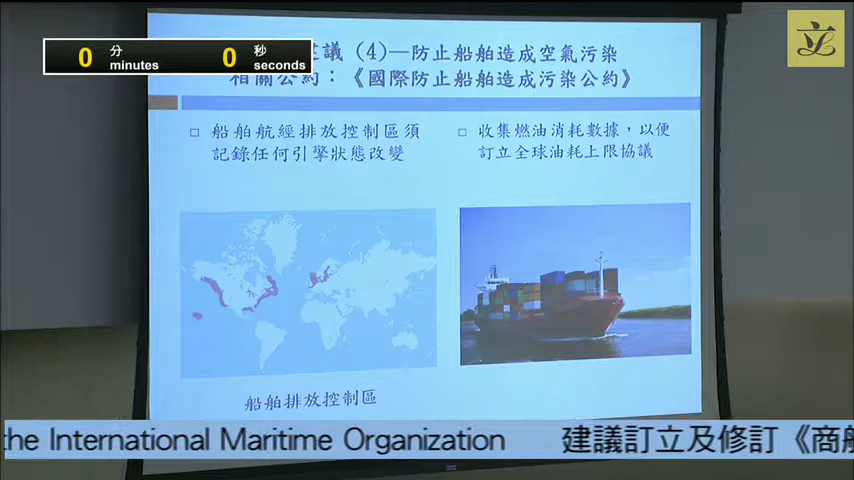 0 分 minutes 0 秒 seconds
議 (4)—防止船舶造成空氣污染
相關公約：《國際防止船舶造成污染公約》
□ 船舶航經排放控制區須
記錄任何引擎狀態改變
□ 收集燃油消耗數據，以便
訂立全球油耗上限協議
船舶排放控制區
the International Maritime Organization 建議訂立及修訂《商船